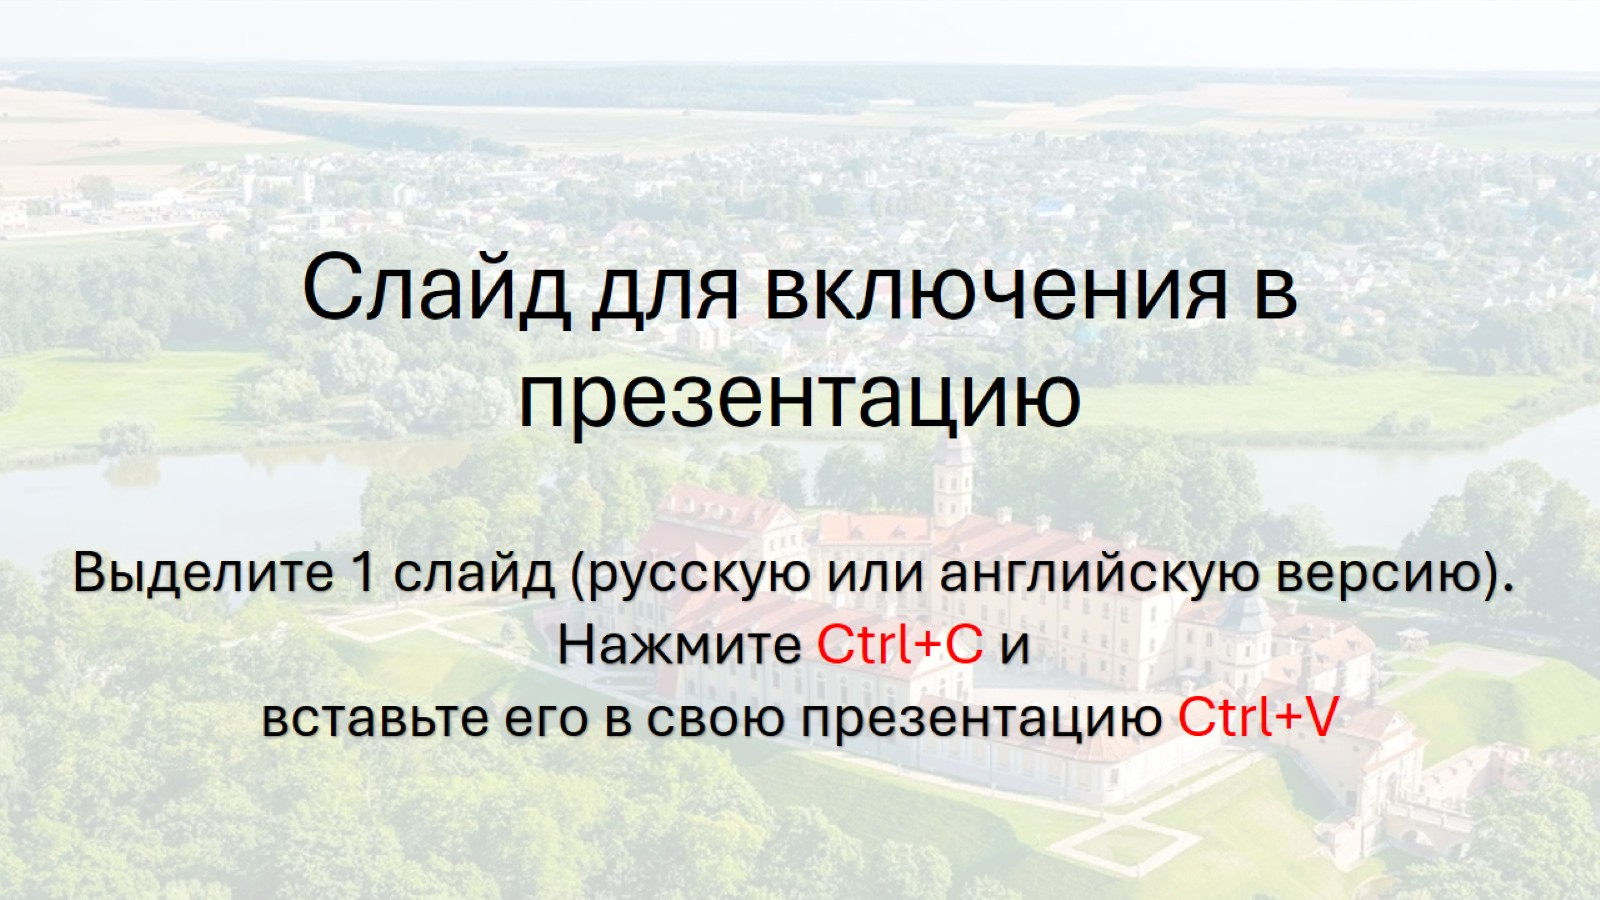 Слайд для включения в
презентацию
Выделите 1 слайд (русскую или английскую версию).
Нажмите Ctrl+C и
вставьте его в свою презентацию Ctrl+V